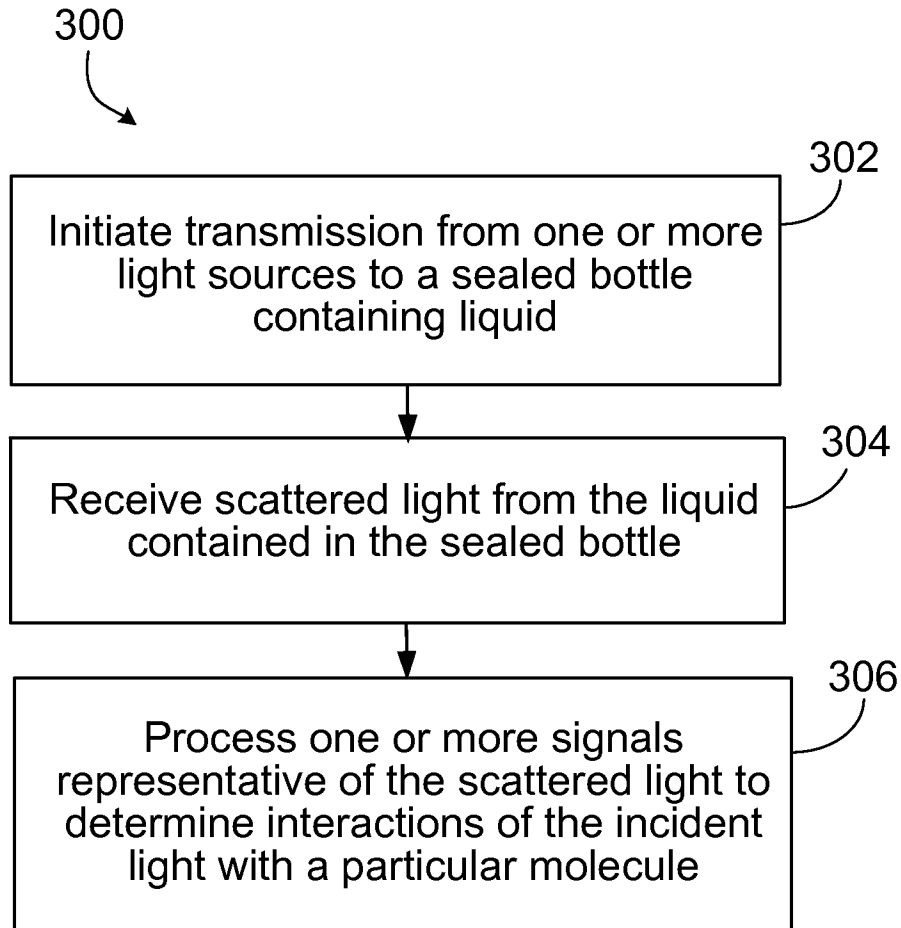 300
302
Initiate transmission from one or more
light sources to a sealed bottle
containing liquid
304
Receive scattered light from the liquid
contained in the sealed bottle
306
Process one or more signals
representative of the scattered light to
determine interactions of the incident
light with a particular molecule